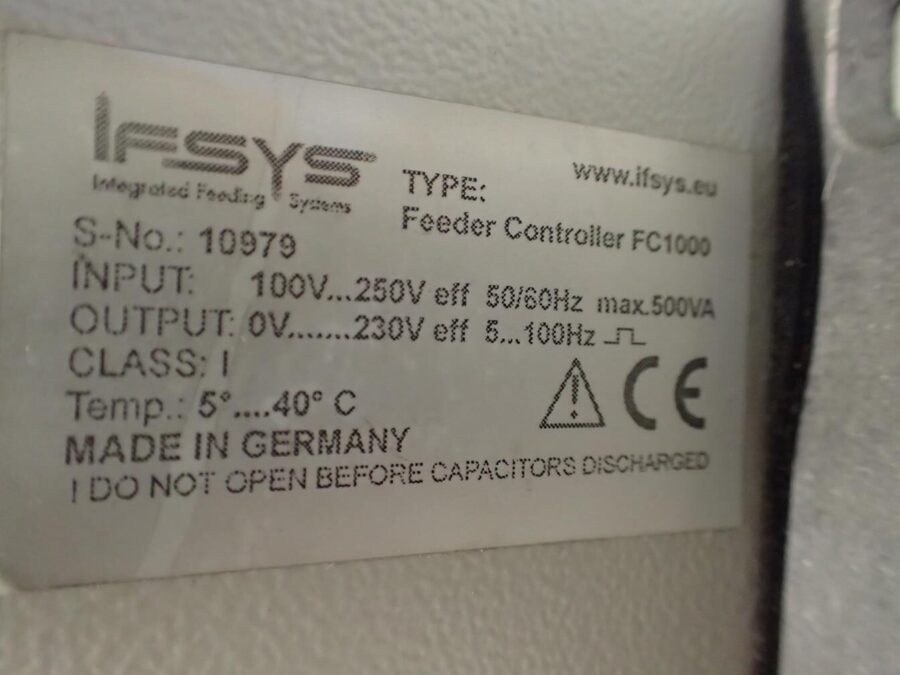 IFSYS
Integrated Feeding Systems
TYPE:
www.ifsys.eu
Feeder Controller FC1000
S-No.: 10979
INPUT: 100V...250V eff 50/60Hz max.500VA
OUTPUT: 0V.......230V eff 5...100Hz
CLASS: I
Temp.: 5°....40° C
CE
MADE IN GERMANY
! DO NOT OPEN BEFORE CAPACITORS DISCHARGED